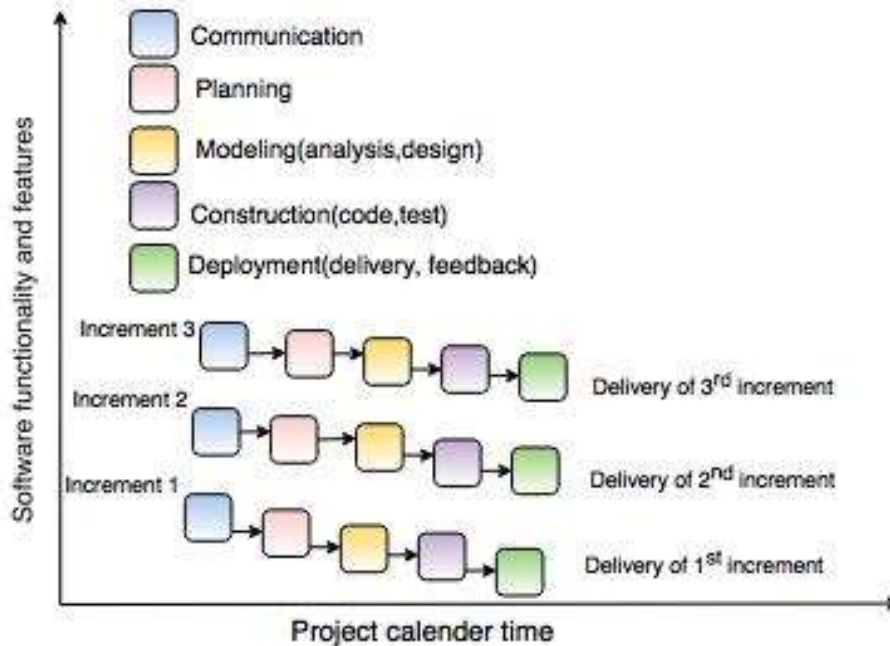 Communication
Planning
Modeling(analysis,design)
Construction(code,test)
Deployment(delivery, feedback)
Software functionality and features
Increment 3
Delivery of 3rd increment
Increment 2
Delivery of 2nd increment
Increment 1
Delivery of 1st increment
Project calender time